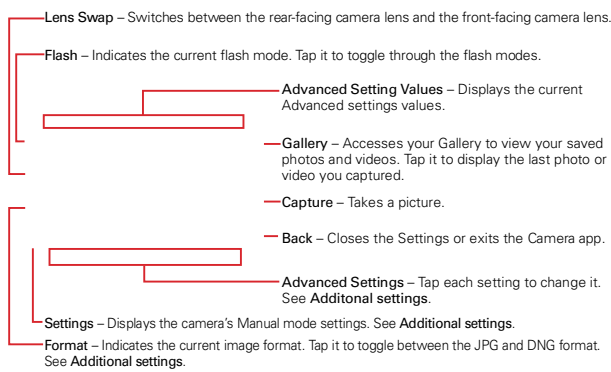 Lens Swap – Switches between the rear-facing camera lens and the front-facing camera lens.
Flash – Indicates the current flash mode. Tap it to toggle through the flash modes.
Advanced Setting Values – Displays the current
Advanced settings values.
Gallery – Accesses your Gallery to view your saved
photos and videos. Tap it to display the last photo or
video you captured.
Capture – Takes a picture.
Back – Closes the Settings or exits the Camera app.
Advanced Settings – Tap each setting to change it.
See Additonal settings.
Settings – Displays the camera's Manual mode settings. See Additional settings.
Format – Indicates the current image format. Tap it to toggle between the JPG and DNG format.
See Additional settings.